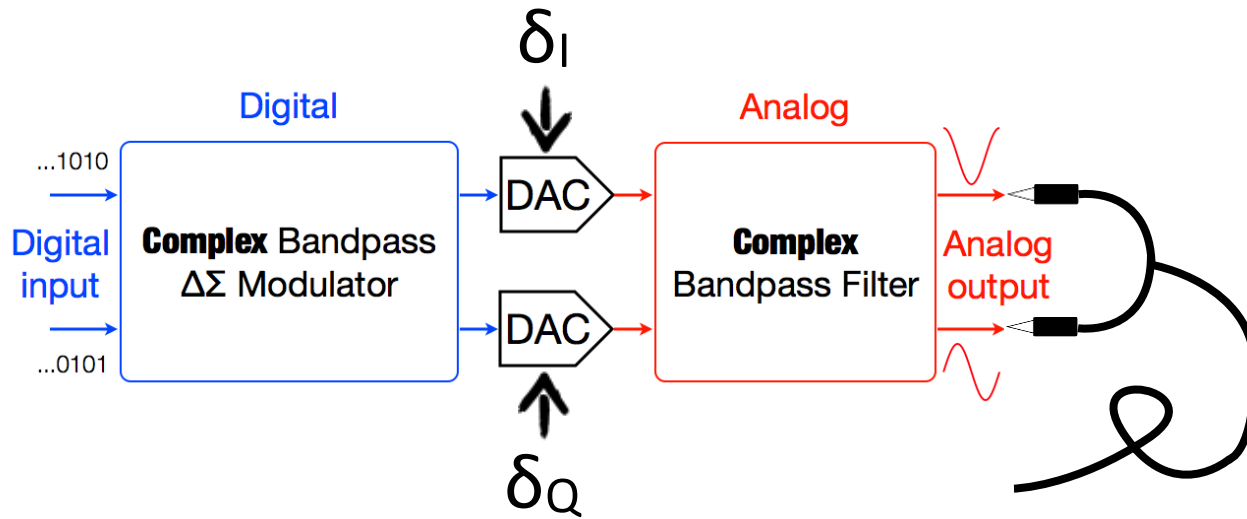 δI
Digital
Analog
...1010
DAC
Digital
input
Complex Bandpass
ΔΣ Modulator
Complex
Bandpass Filter
Analog
output
DAC
...0101
δQ